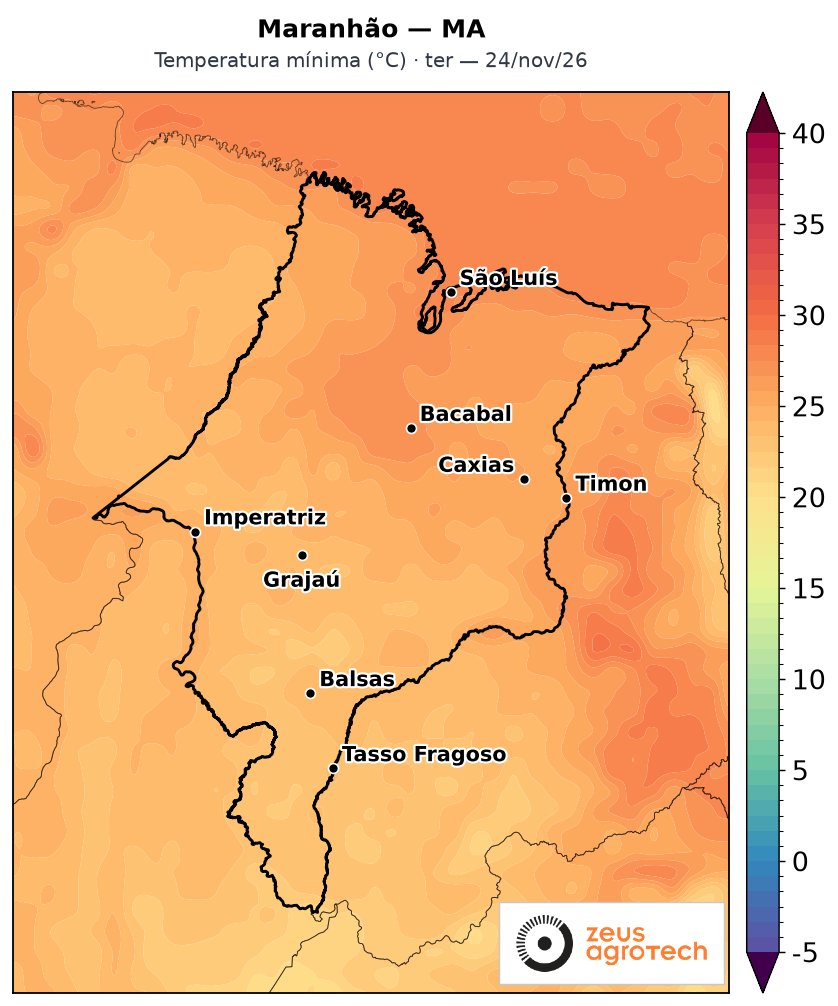 Maranhão — MA
Temperatura mínima (°C) · ter — 24/nov/26
São Luís
Bacabal
Caxias
Timon
Imperatriz
Grajaú
Balsas
Tasso Fragoso
40
35
30
25
20
15
10
5
0
-5
zeus
agrotech